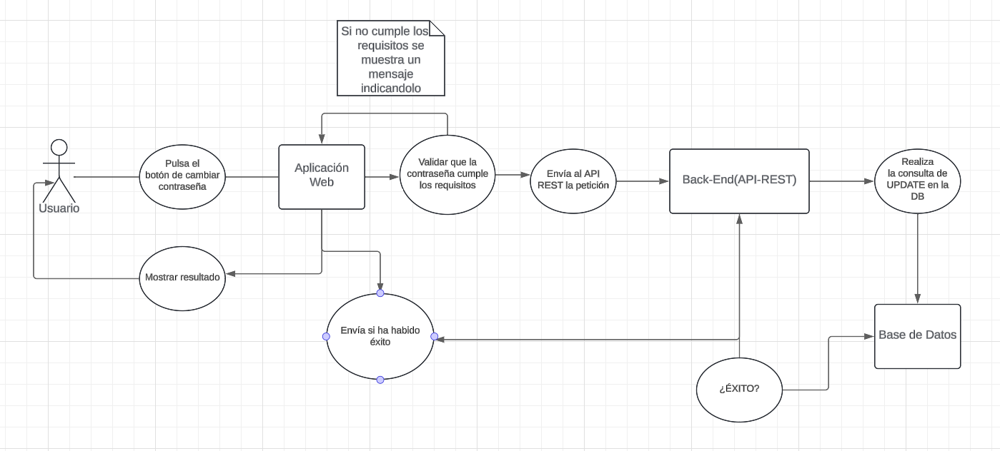 Si no cumple los
requisitos se
muestra un
mensaje
indicandolo
Usuario
Pulsa el
botón de cambiar
contraseña
Aplicación
Web
Validar que la
contraseña cumple
los requisitos
Envía al API
REST la petición
Back-End(API-REST)
Realiza
la consulta de
UPDATE en la
DB
Mostrar resultado
Envía si ha habido
éxito
¿ÉXITO?
Base de Datos